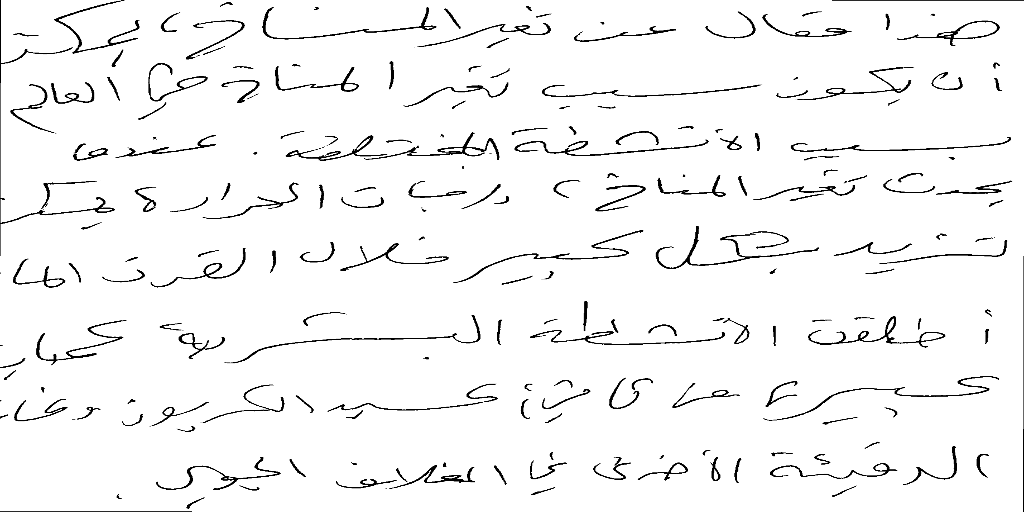 هذا مقال عن تغير المناخ، يمكن
أن يكون سبب تغير المناخ في العالم
بسبب الأنشطة المختلفة. عندما
يحدث تغير المناخ، درجات الحرارة يمكن
تزيد بشكل كبير خلال القرن الما
أطلقت الأنشطة البشرية كميات
كبيرة من ثاني أكسيد الكربون وغاز
الدفيئة الأخرى في الغلاف الجوي.